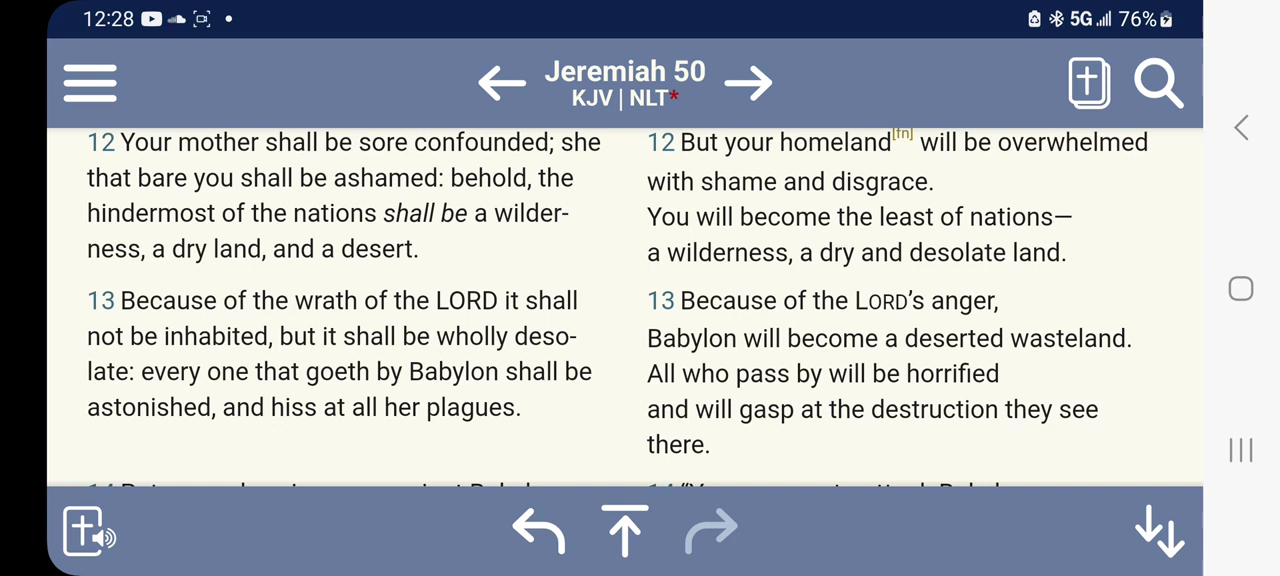 12:28
5G 76%
Jeremiah 50
KJV | NLT*
12 Your mother shall be sore confounded; she
that bare you shall be ashamed: behold, the
hindermost of the nations shall be a wilder-
ness, a dry land, and a desert.
13 Because of the wrath of the LORD it shall
not be inhabited, but it shall be wholly deso-
late: every one that goeth by Babylon shall be
astonished, and hiss at all her plagues.
12 But your homeland[fn] will be overwhelmed
with shame and disgrace.
You will become the least of nations—
a wilderness, a dry and desolate land.
13 Because of the LORD’s anger,
Babylon will become a deserted wasteland.
All who pass by will be horrified
and will gasp at the destruction they see
there.